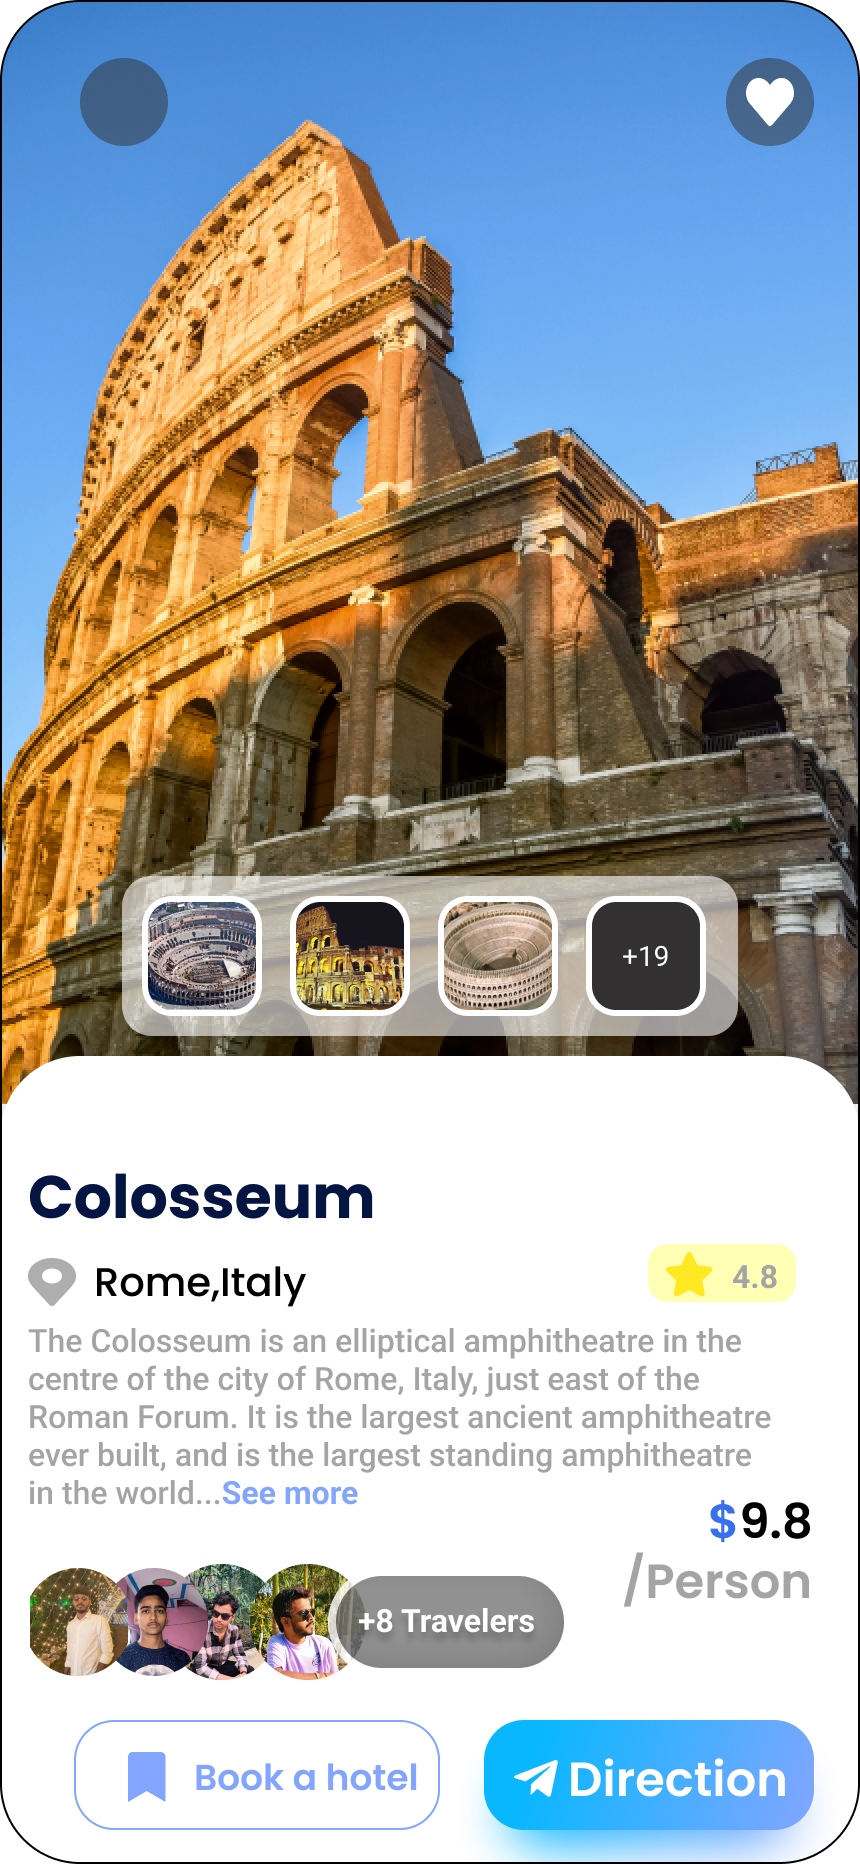 +19
Colosseum
Rome,Italy
4.8
The Colosseum is an elliptical amphitheatre in the
centre of the city of Rome, Italy, just east of the
Roman Forum. It is the largest ancient amphitheatre
ever built, and is the largest standing amphitheatre
in the world...See more
$9.8
/Person
+8 Travelers
Book a hotel
Direction